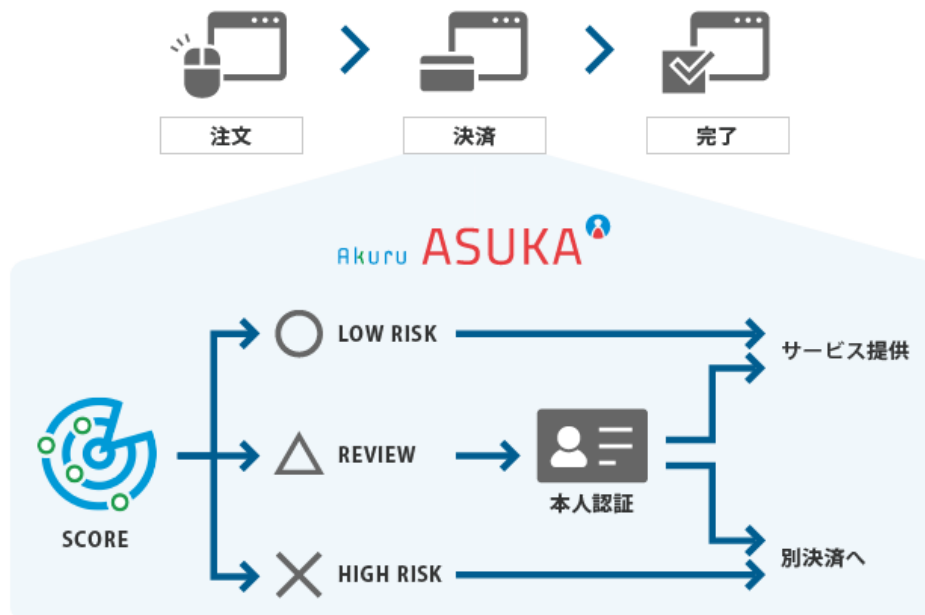 注文
決済
完了
Akuru ASUKA
LOW RISK
サービス提供
REVIEW
本人認証
SCORE
HIGH RISK
別決済へ